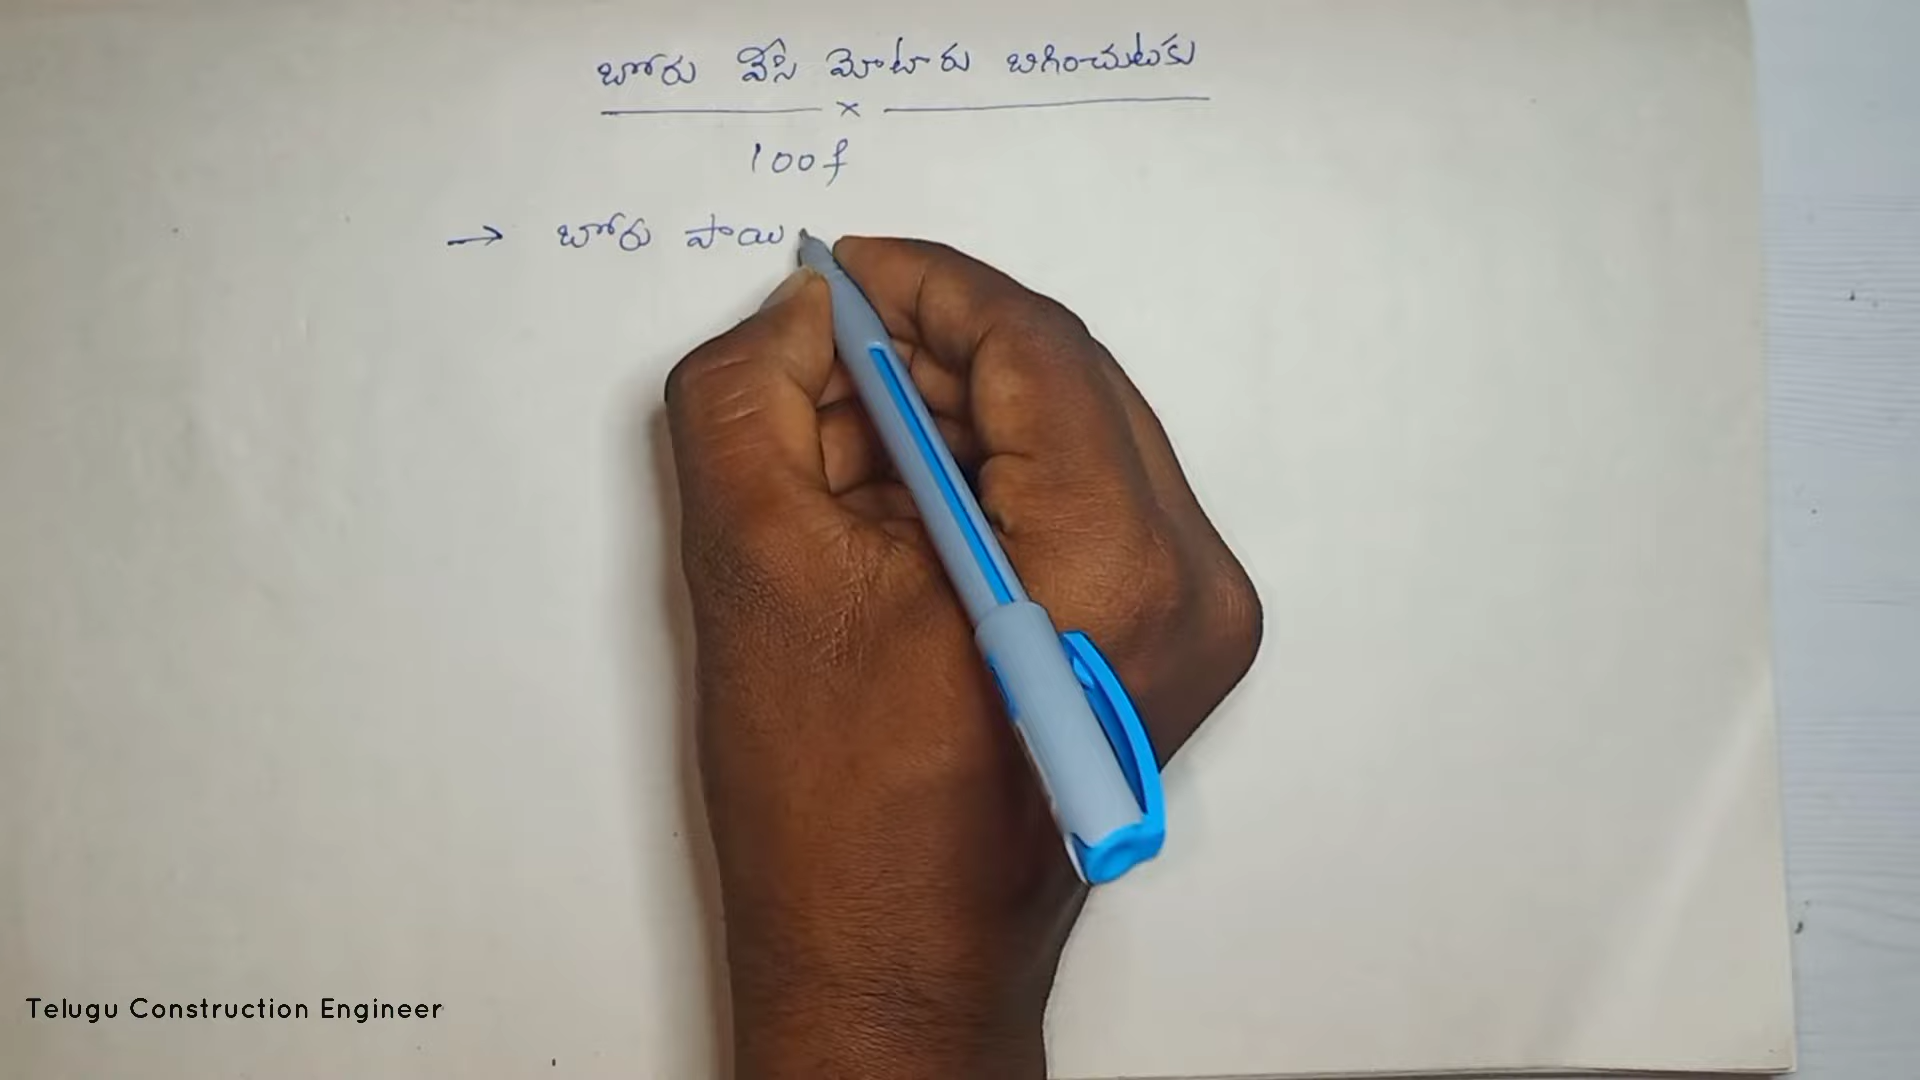 బోరు వేసి మోటారు బిగించుటకు
×
100f
→ బోరు పాయి
Telugu Construction Engineer